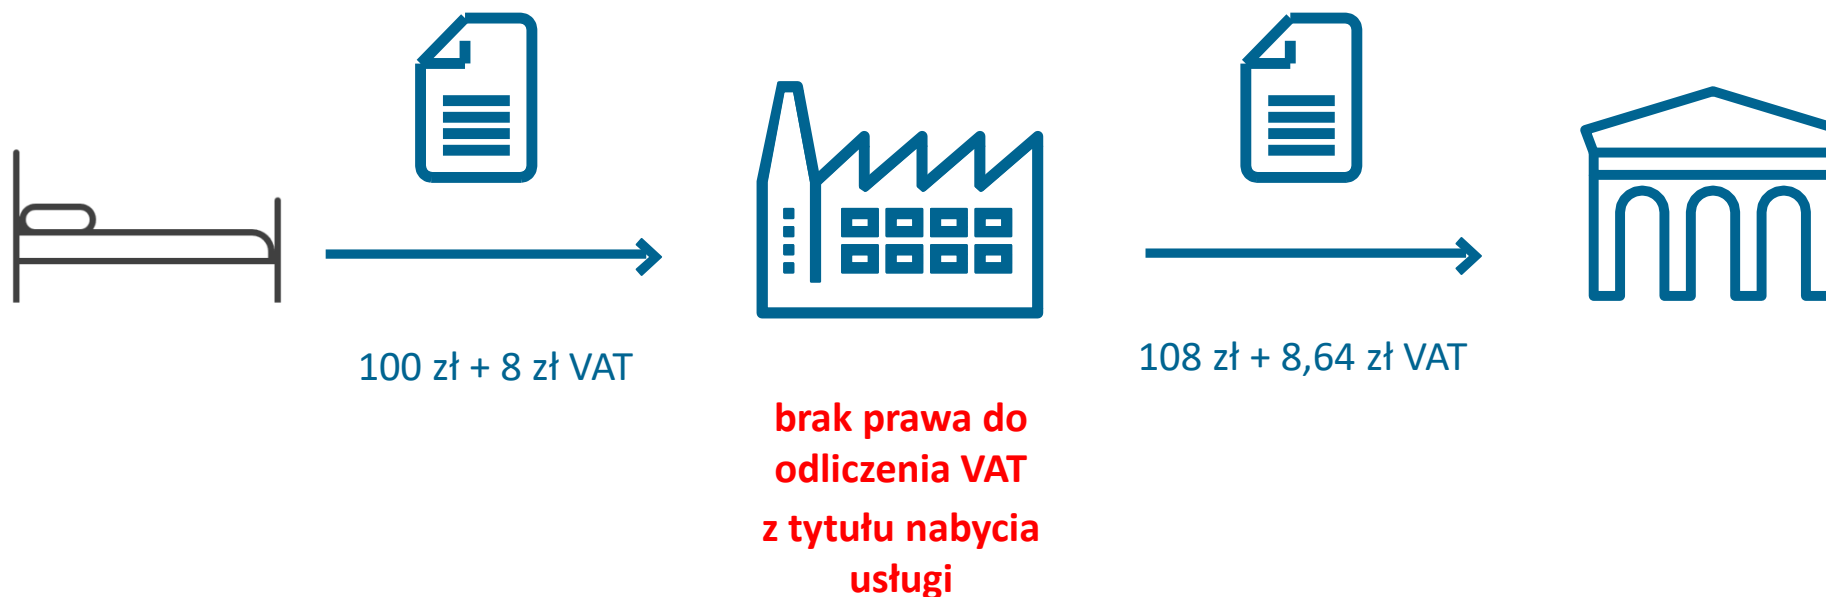 100 zł + 8 zł VAT
108 zł + 8,64 zł VAT
brak prawa do
odliczenia VAT
z tytułu nabycia
usługi